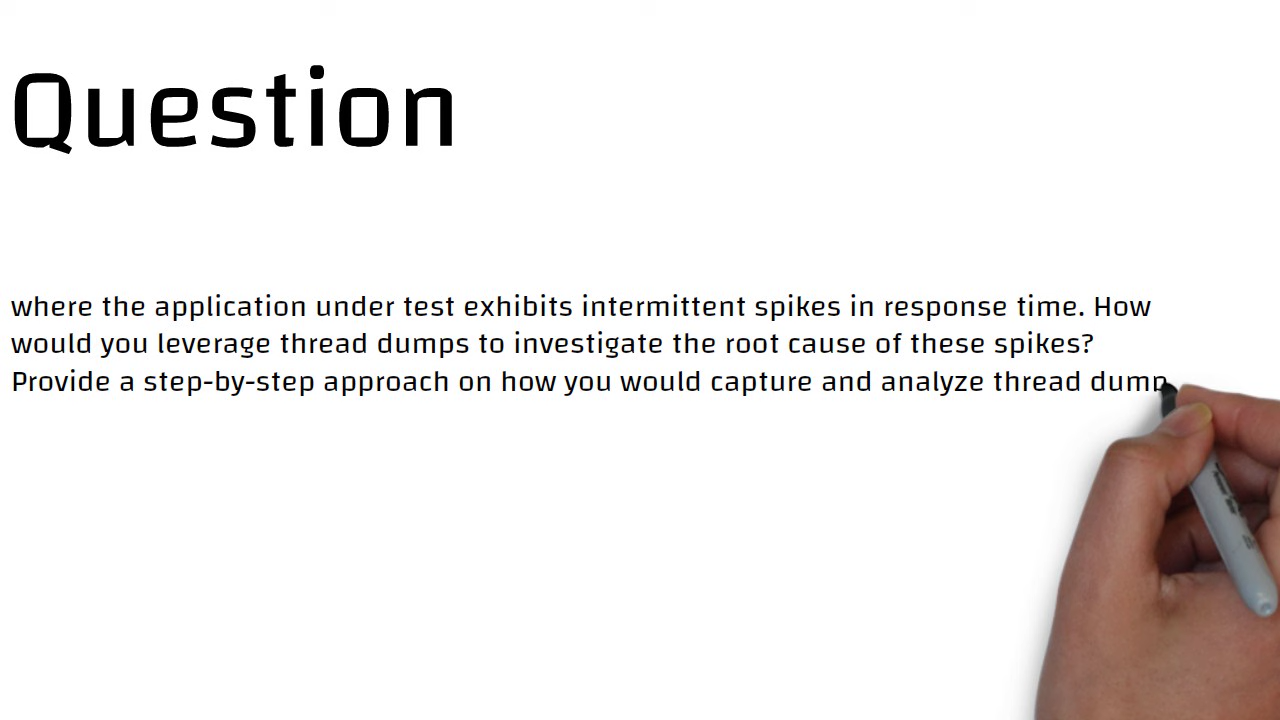 Question
where the application under test exhibits intermittent spikes in response time. How
would you leverage thread dumps to investigate the root cause of these spikes?
Provide a step-by-step approach on how you would capture and analyze thread dump